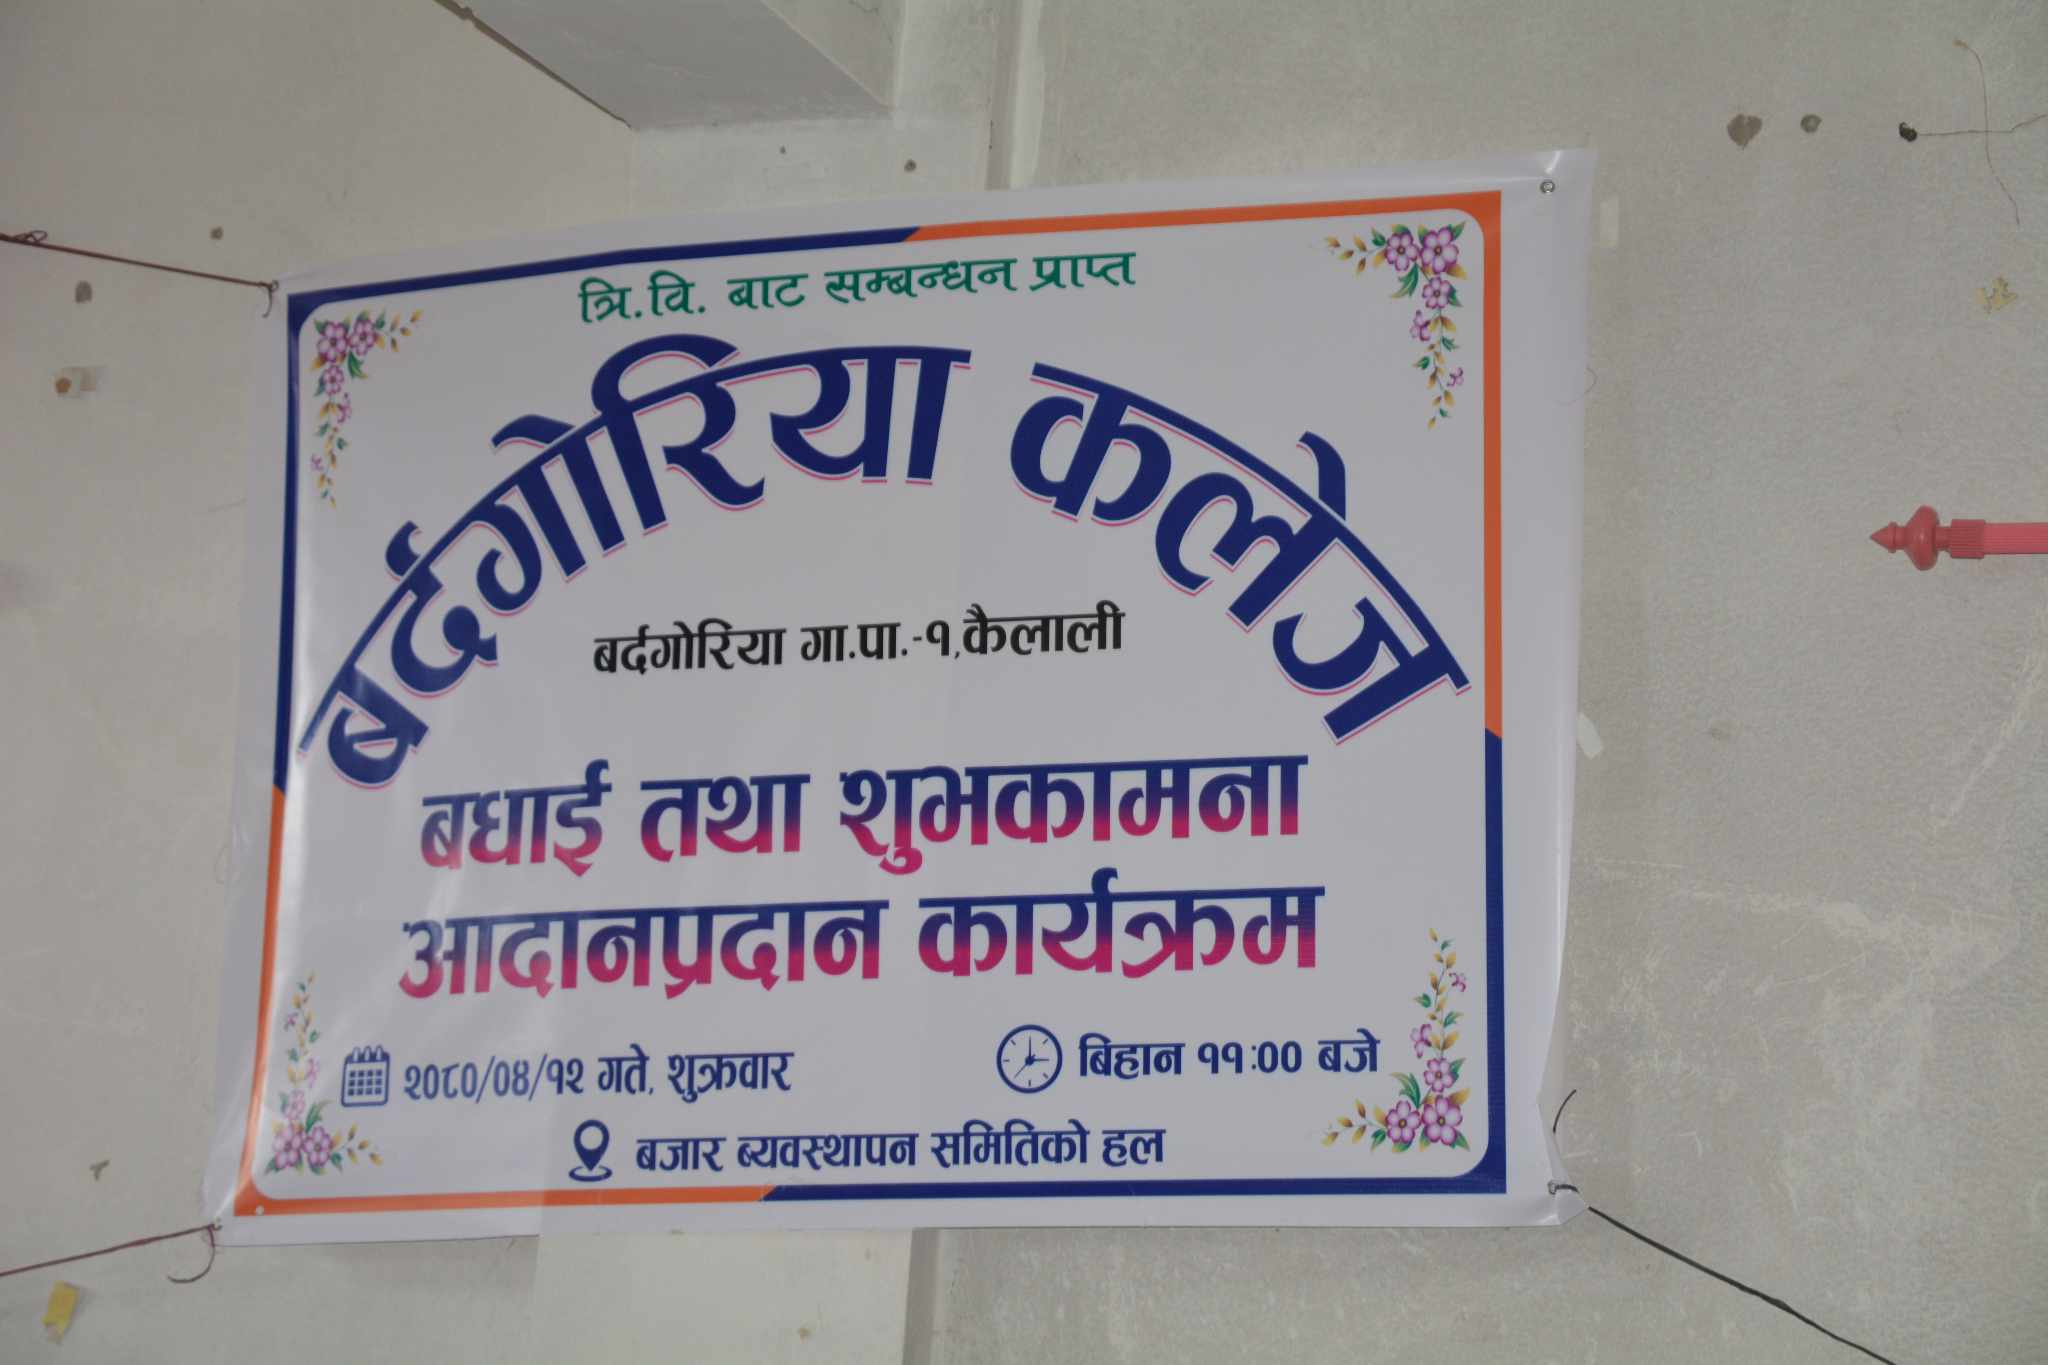 त्रि.वि. बाट सम्बन्धन प्राप्त
बर्दगोरिया कलेज
बर्दगोरिया गा.पा.-१,कैलाली
बधाई तथा शुभकामना
आदानप्रदान कार्यक्रम
२०८०/०४/१२ गते, शुक्रवार
बिहान ११:०० बजे
बजार ब्यवस्थापन समितिको हल